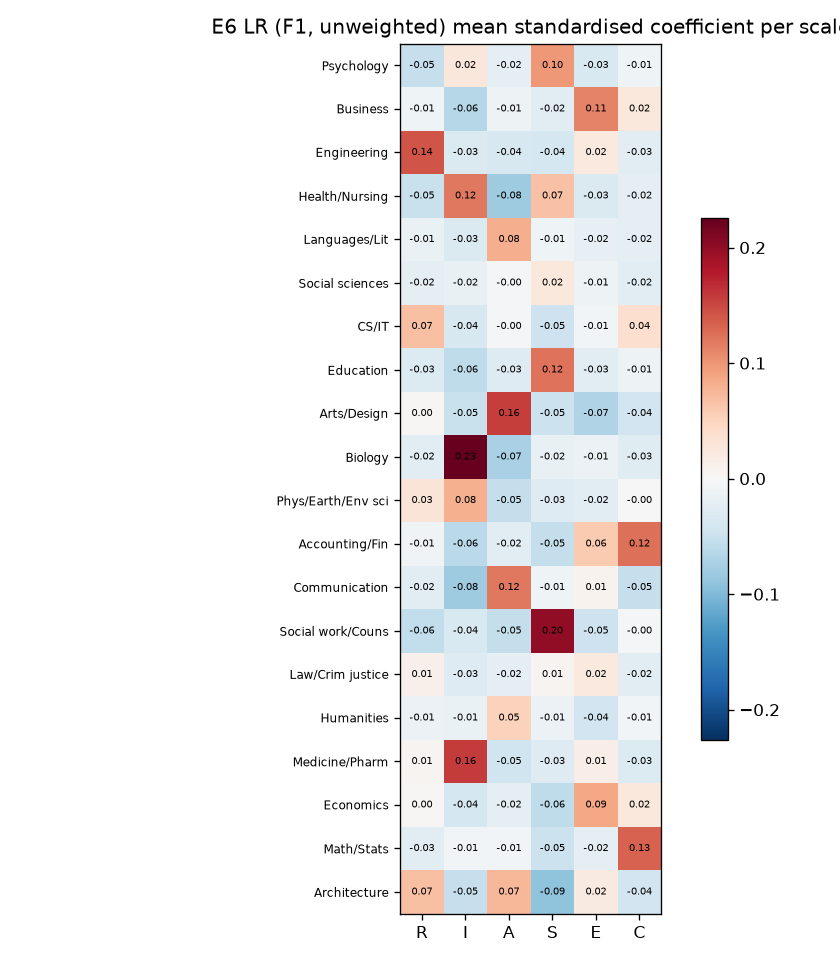 E6 LR (F1, unweighted) mean standardised coefficient per scale
Psychology -0.05 0.02 -0.02 0.10 -0.03 -0.01
Business -0.01 -0.06 -0.01 -0.02 0.11 0.02
Engineering 0.14 -0.03 -0.04 -0.04 0.02 -0.03
Health/Nursing -0.05 0.12 -0.08 0.07 -0.03 -0.02
Languages/Lit -0.01 -0.03 0.08 -0.01 -0.02 -0.02
Social sciences -0.02 -0.02 -0.00 0.02 -0.01 -0.02
CS/IT 0.07 -0.04 -0.00 -0.05 -0.01 0.04
Education -0.03 -0.06 -0.03 0.12 -0.03 -0.01
Arts/Design 0.00 -0.05 0.16 -0.05 -0.07 -0.04
Biology -0.02 0.23 -0.07 -0.02 -0.01 -0.03
Phys/Earth/Env sci 0.03 0.08 -0.05 -0.03 -0.02 -0.00
Accounting/Fin -0.01 -0.06 -0.02 -0.05 0.06 0.12
Communication -0.02 -0.08 0.12 -0.01 0.01 -0.05
Social work/Couns -0.06 -0.04 -0.05 0.20 -0.05 -0.00
Law/Crim justice 0.01 -0.03 -0.02 0.01 0.02 -0.02
Humanities -0.01 -0.01 0.05 -0.01 -0.04 -0.01
Medicine/Pharm 0.01 0.16 -0.05 -0.03 0.01 -0.03
Economics 0.00 -0.04 -0.02 -0.06 0.09 0.02
Math/Stats -0.03 -0.01 -0.01 -0.05 -0.02 0.13
Architecture 0.07 -0.05 0.07 -0.09 0.02 -0.04
R I A S E C
0.2
0.1
0.0
−0.1
−0.2